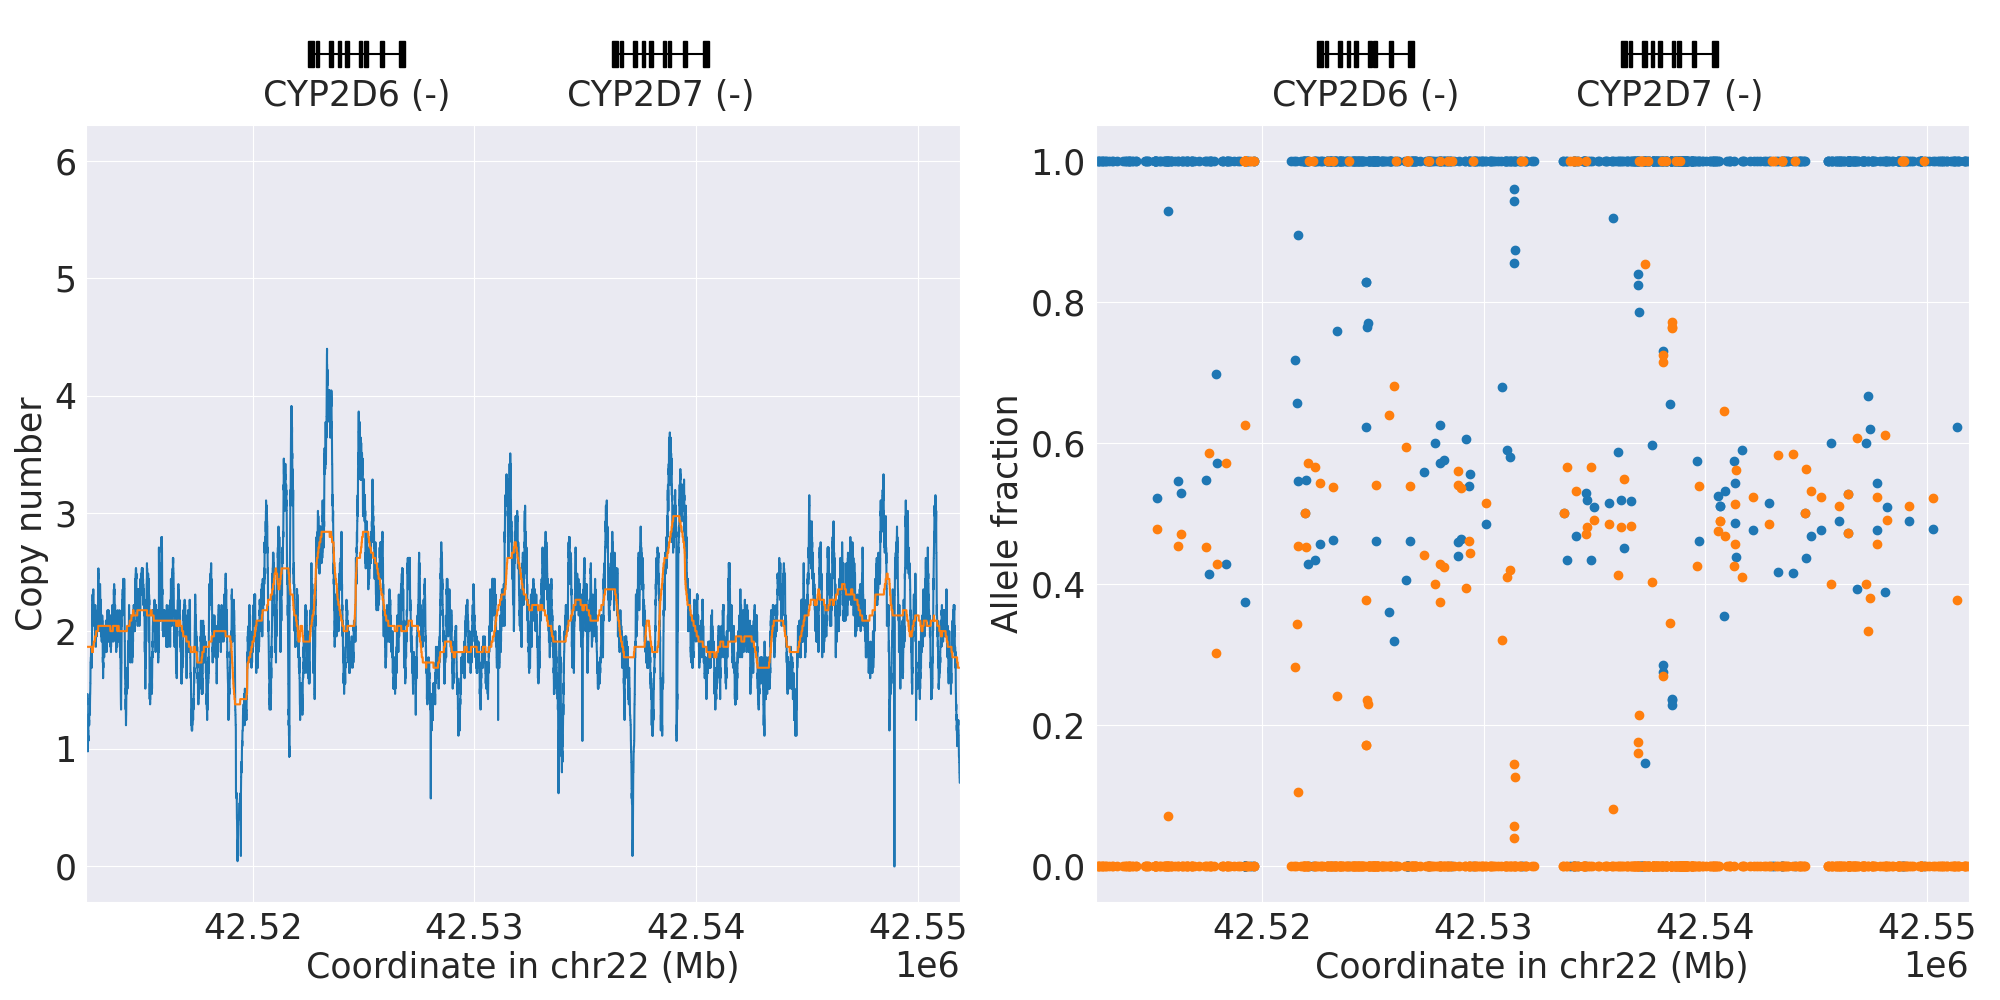 CYP2D6 (-)
CYP2D7 (-)
Copy number
6
5
4
3
2
1
0
42.52
42.53
42.54
42.55
Coordinate in chr22 (Mb)
1e6
CYP2D6 (-)
CYP2D7 (-)
Allele fraction
1.0
0.8
0.6
0.4
0.2
0.0
42.52
42.53
42.54
42.55
Coordinate in chr22 (Mb)
1e6